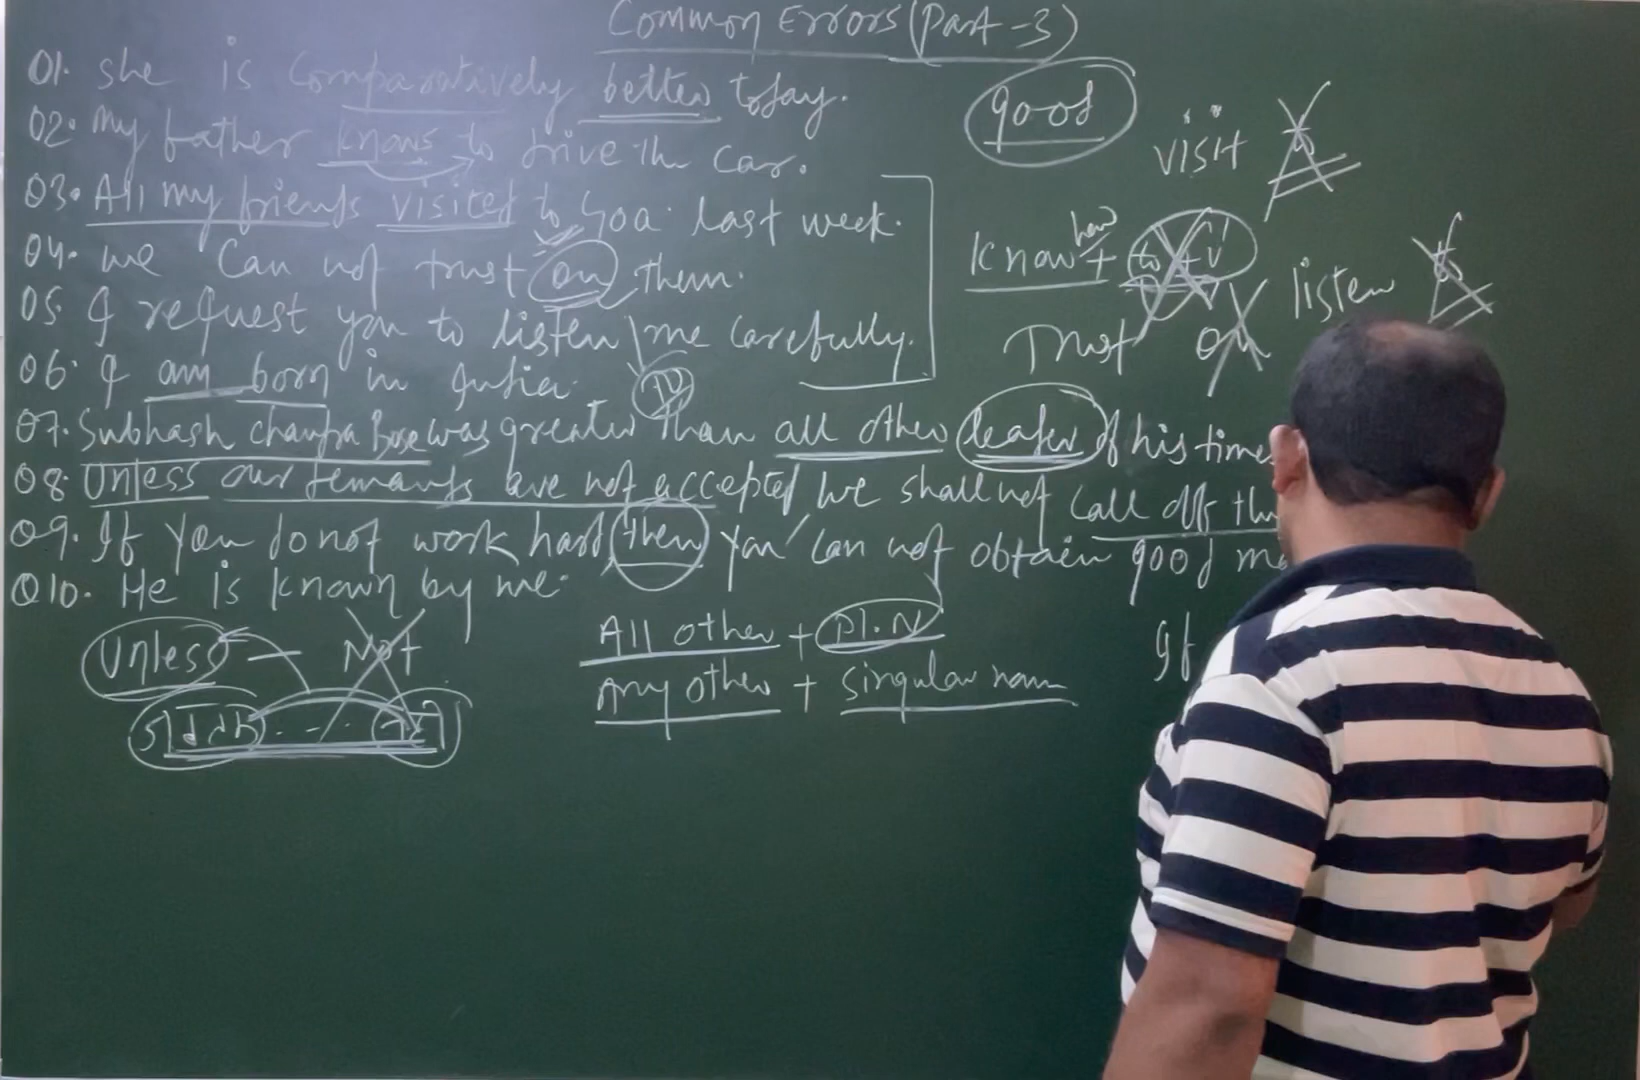 Common Errors (Part-3)
01. She is comparatively better today.
good
02. My father knows to drive the car.
visit to
03. All my friends visited to Goa last week.
know how + to + V1
04. we can not trust on them.
listen to
05. I request you to listen me carefully.
to
Trust on
06. I am born in India.
07. Subhash Chandra Bose was greater than all other leader of his time
08. Unless our demands are not accepted, we shall not call off the
09. If you do not work hard, then you can not obtain good
010. He is known by me.
Unless — Not
All other + Pl. N
If
Any other + Singular noun